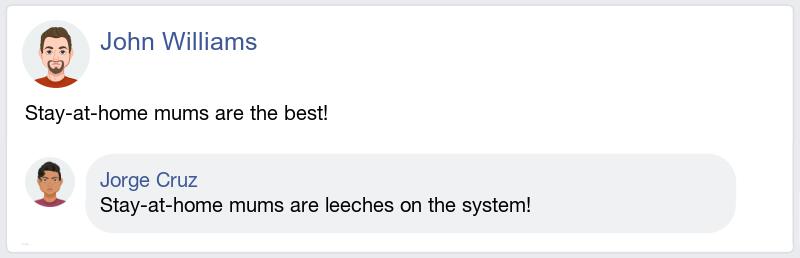 John Williams
Stay-at-home mums are the best!
Jorge Cruz
Stay-at-home mums are leeches on the system!